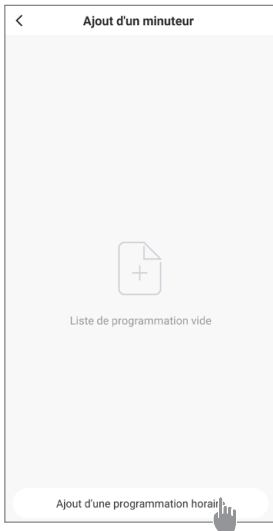 Ajout d'un minuteur
Liste de programmation vide
Ajout d'une programmation horaire